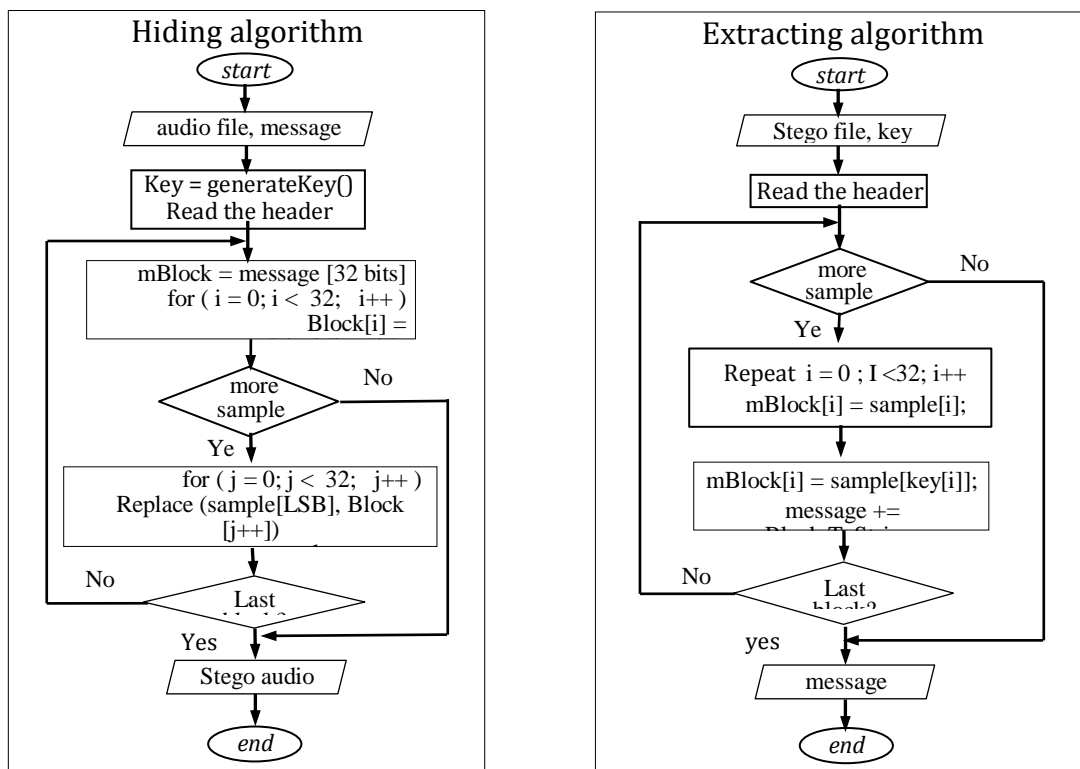 Hiding algorithm
start
audio file, message
Key = generateKey()
Read the header
mBlock = message [32 bits]
for ( i = 0; i < 32; i++ )
Block[i] =
more
sample
No
Ye
for ( j = 0; j < 32; j++ )
Replace (sample[LSB], Block
[j++])
No
Last
Yes
Stego audio
end
Extracting algorithm
start
Stego file, key
Read the header
more
sample
No
Ye
Repeat i = 0 ; I <32; i++
mBlock[i] = sample[i];
mBlock[i] = sample[key[i]];
message +=
No
Last
block?
yes
message
end